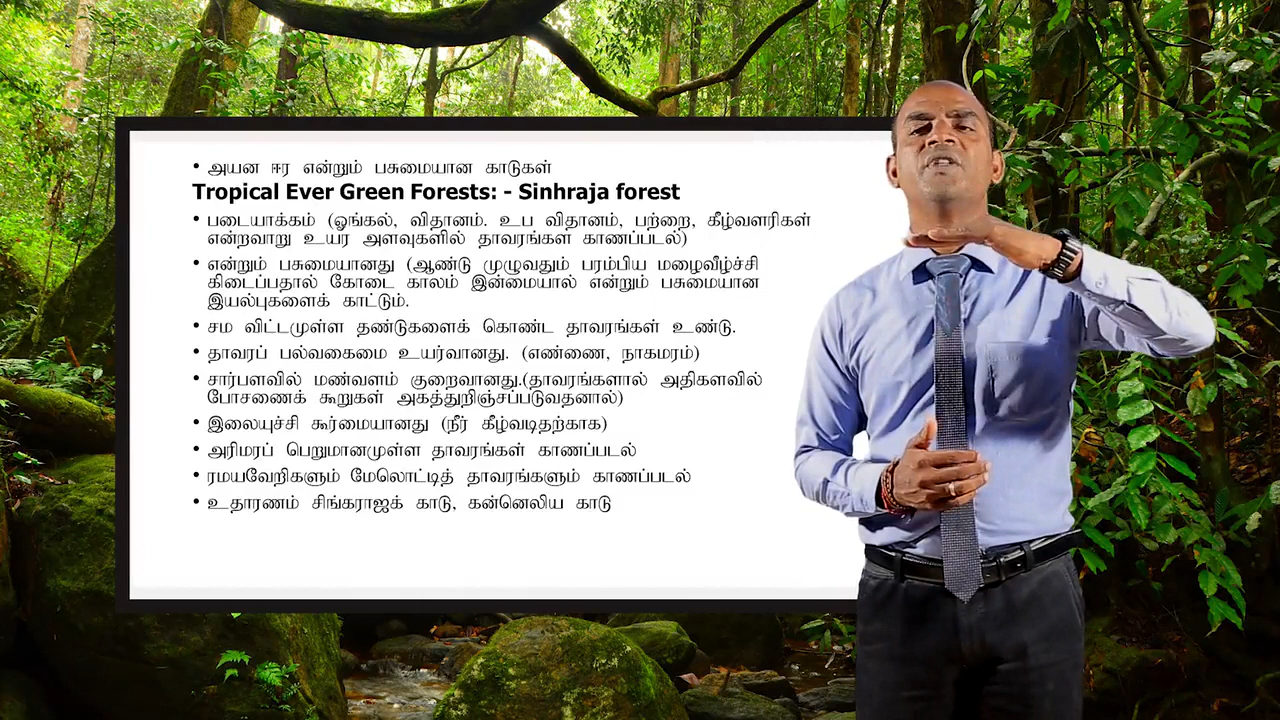 • அயன ஈர என்றும் பசுமையான காடுகள்
Tropical Ever Green Forests: - Sinhraja forest
• படையாக்கம் (ஓங்கல், விதானம். உப விதானம், பற்றை, கீழ்வளரிகள்
என்றவாறு உயர அளவுகளில் தாவரங்கள் காணப்படல்)
• என்றும் பசுமையானது (ஆண்டு முழுவதும் பரம்பிய மழைவீழ்ச்சி
கிடைப்பதால் கோடை காலம் இன்மையால் என்றும் பசுமையான
இயல்புகளைக் காட்டும்.
• சம விட்டமுள்ள தண்டுகளைக் கொண்ட தாவரங்கள் உண்டு.
• தாவரப் பல்வகைமை உயர்வானது. (எண்ணை, நாகமரம்)
• சார்பளவில் மண்வளம் குறைவானது.(தாவரங்களால் அதிகளவில்
போசணைக் கூறுகள் அகத்துறிஞ்சப்படுவதனால்)
• இலையுச்சி கூர்மையானது (நீர் கீழ்வடிதற்காக)
• அரிமரப் பெறுமானமுள்ள தாவரங்கள் காணப்படல்
• ரமயவேறிகளும் மேலொட்டித் தாவரங்களும் காணப்படல்
• உதாரணம் சிங்கராஜக் காடு, கன்னெலிய காடு